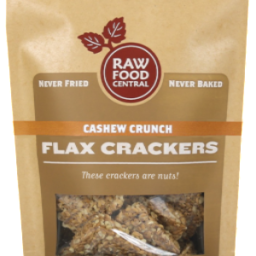 RAW
FOOD
CENTRAL
NEVER FRIED
NEVER BAKED
CASHEW CRUNCH
FLAX CRACKERS
These crackers are nuts!